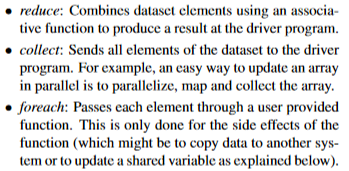 • reduce: Combines dataset elements using an associa-
tive function to produce a result at the driver program.
• collect: Sends all elements of the dataset to the driver
program. For example, an easy way to update an array
in parallel is to parallelize, map and collect the array.
• foreach: Passes each element through a user provided
function. This is only done for the side effects of the
function (which might be to copy data to another sys-
tem or to update a shared variable as explained below).